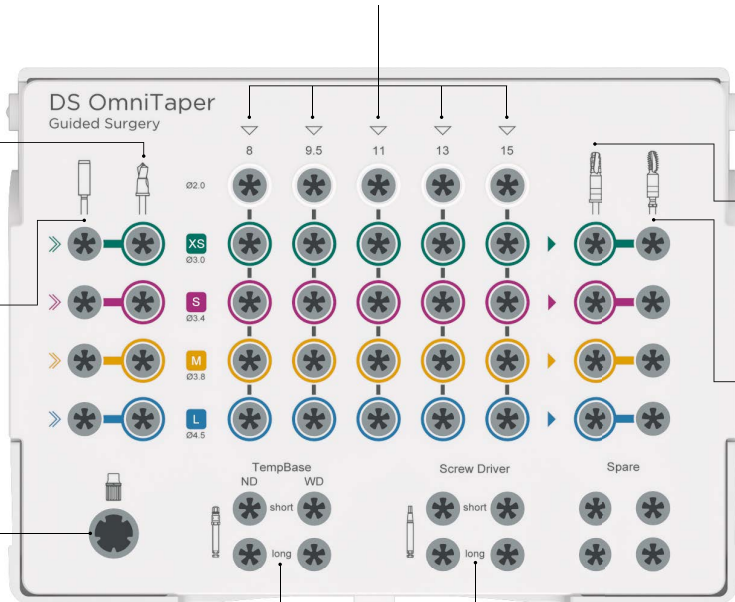 DS OmniTaper
Guided Surgery
8 9.5 11 13 15
Ø2.0
XS
Ø3.0
S
Ø3.4
M
Ø3.8
L
Ø4.5
TempBase
ND WD
short
long
Screw Driver
short
long
Spare